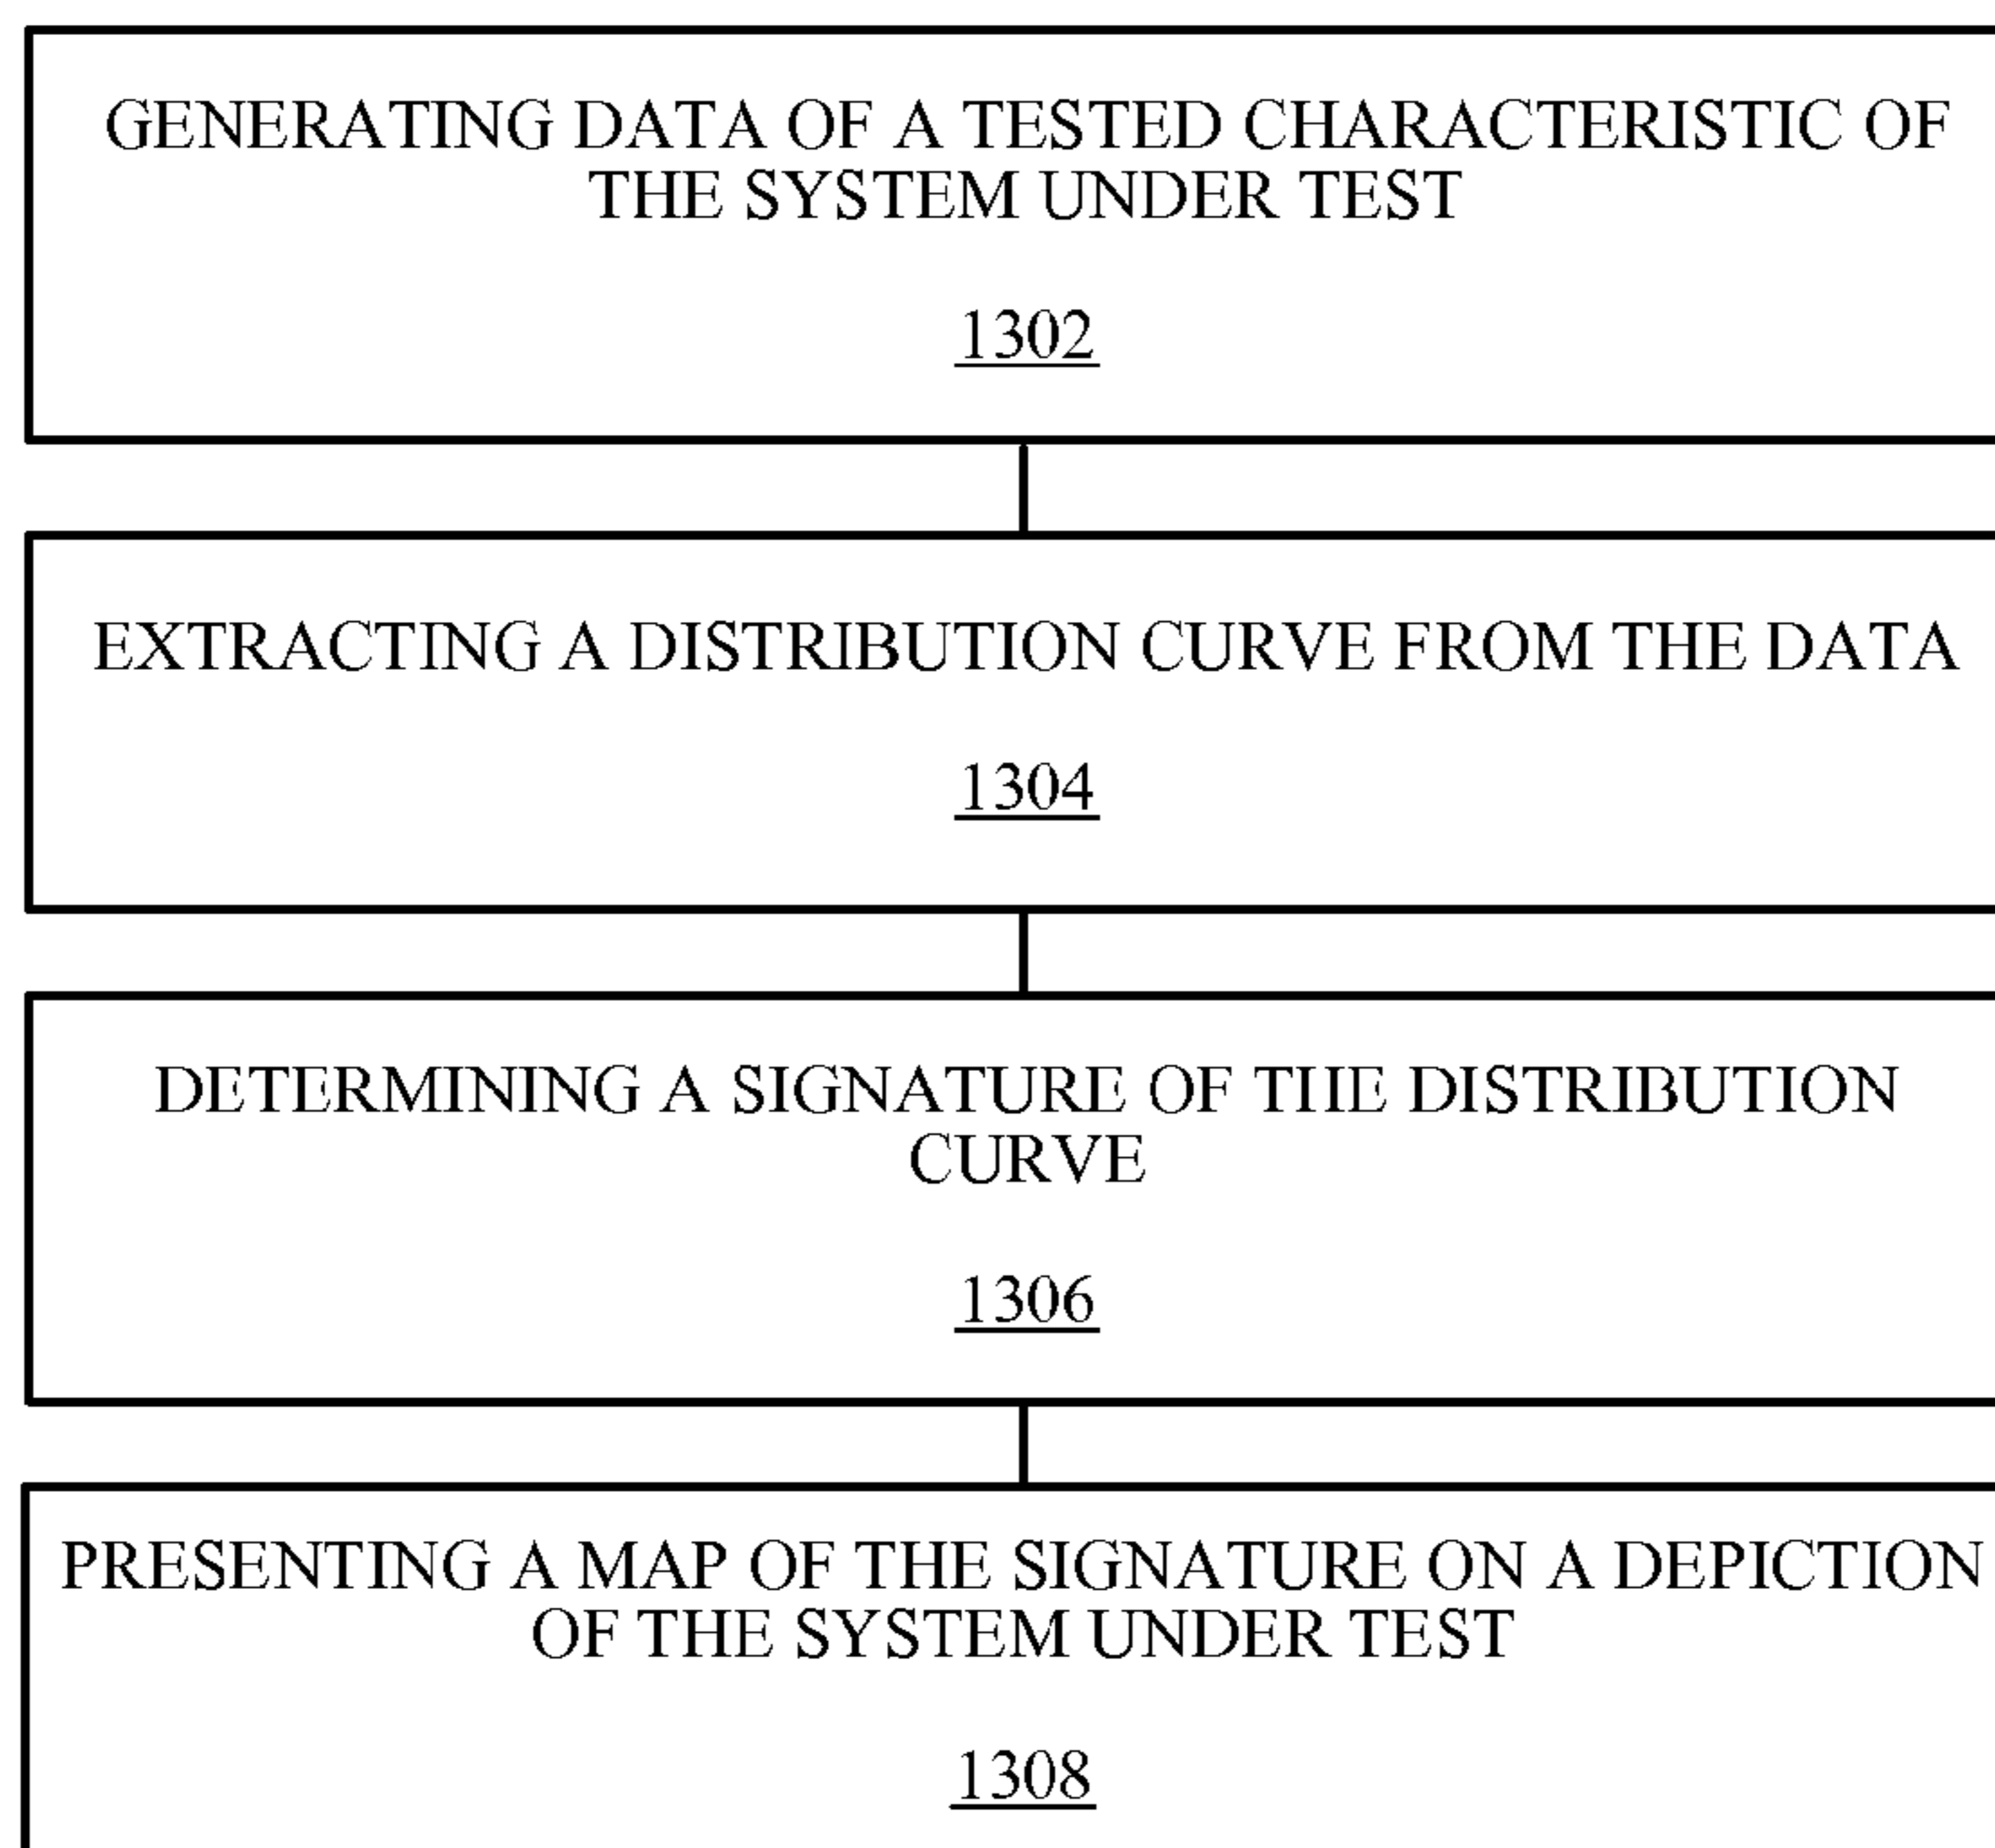 GENERATING DATA OF A TESTED CHARACTERISTIC OF
THE SYSTEM UNDER TEST
1302
EXTRACTING A DISTRIBUTION CURVE FROM THE DATA
1304
DETERMINING A SIGNATURE OF THE DISTRIBUTION
CURVE
1306
PRESENTING A MAP OF THE SIGNATURE ON A DEPICTION
OF THE SYSTEM UNDER TEST
1308